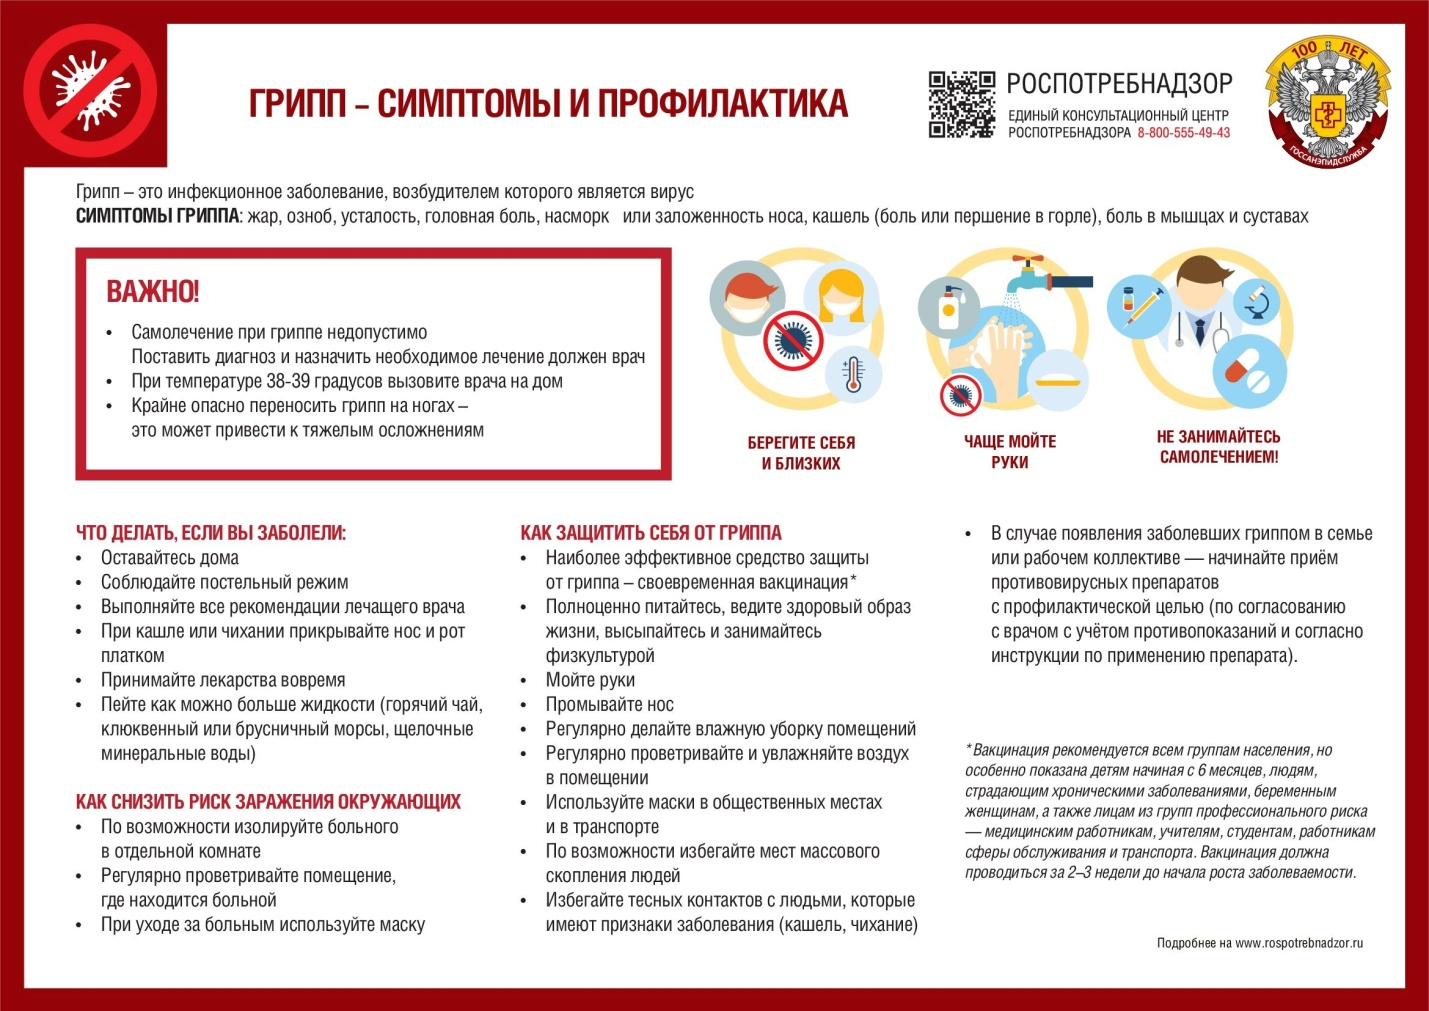 ГРИПП – СИМПТОМЫ И ПРОФИЛАКТИКА
РОСПОТРЕБНАДЗОР
ЕДИНЫЙ КОНСУЛЬТАЦИОННЫЙ ЦЕНТР
РОСПОТРЕБНАДЗОРА 8-800-555-49-43
100 ЛЕТ
ГОССАНЭПИДСЛУЖБА
Грипп – это инфекционное заболевание, возбудителем которого является вирус
СИМПТОМЫ ГРИППА: жар, озноб, усталость, головная боль, насморк или заложенность носа, кашель (боль или першение в горле), боль в мышцах и суставах
ВАЖНО!
• Самолечение при гриппе недопустимо
Поставить диагноз и назначить необходимое лечение должен врач
• При температуре 38-39 градусов вызовите врача на дом
• Крайне опасно переносить грипп на ногах –
это может привести к тяжелым осложнениям
БЕРЕГИТЕ СЕБЯ
И БЛИЗКИХ
ЧАЩЕ МОЙТЕ
РУКИ
НЕ ЗАНИМАЙТЕСЬ
САМОЛЕЧЕНИЕМ!
ЧТО ДЕЛАТЬ, ЕСЛИ ВЫ ЗАБОЛЕЛИ:
• Оставайтесь дома
• Соблюдайте постельный режим
• Выполняйте все рекомендации лечащего врача
• При кашле или чихании прикрывайте нос и рот
платком
• Принимайте лекарства вовремя
• Пейте как можно больше жидкости (горячий чай,
клюквенный или брусничный морсы, щелочные
минеральные воды)
КАК СНИЗИТЬ РИСК ЗАРАЖЕНИЯ ОКРУЖАЮЩИХ
• По возможности изолируйте больного
в отдельной комнате
• Регулярно проветривайте помещение,
где находится больной
• При уходе за больным используйте маску
КАК ЗАЩИТИТЬ СЕБЯ ОТ ГРИППА
• Наиболее эффективное средство защиты
от гриппа – своевременная вакцинация*
• Полноценно питайтесь, ведите здоровый образ
жизни, высыпайтесь и занимайтесь
физкультурой
• Мойте руки
• Промывайте нос
• Регулярно делайте влажную уборку помещений
• Регулярно проветривайте и увлажняйте воздух
в помещении
• Используйте маски в общественных местах
и в транспорте
• По возможности избегайте мест массового
скопления людей
• Избегайте тесных контактов с людьми, которые
имеют признаки заболевания (кашель, чихание)
• В случае появления заболевших гриппом в семье
или рабочем коллективе — начинайте приём
противовирусных препаратов
с профилактической целью (по согласованию
с врачом с учётом противопоказаний и согласно
инструкции по применению препарата).
*Вакцинация рекомендуется всем группам населения, но
особенно показана детям начиная с 6 месяцев, людям,
страдающим хроническими заболеваниями, беременным
женщинам, а также лицам из групп профессионального риска
— медицинским работникам, учителям, студентам, работникам
сферы обслуживания и транспорта. Вакцинация должна
проводиться за 2–3 недели до начала роста заболеваемости.
Подробнее на www.rospotrebnadzor.ru